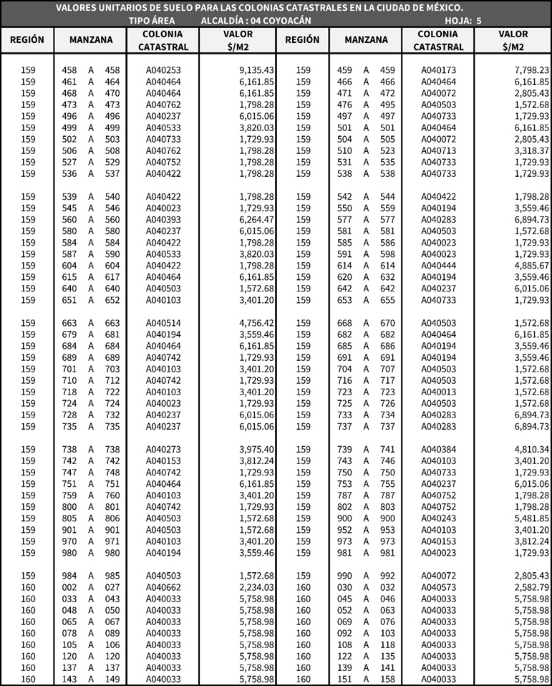 VALORES UNITARIOS DE SUELO PARA LAS COLONIAS CATASTRALES EN LA CIUDAD DE MÉXICO.
TIPO ÁREA ALCALDÍA : 04 COYOACÁN HOJA: 5
REGIÓN MANZANA COLONIA CATASTRAL VALOR $/M2 REGIÓN MANZANA COLONIA CATASTRAL VALOR $/M2
159 458 A 458 A040253 9,135.43 159 459 A 459 A040173 7,798.23
159 461 A 464 A040464 6,161.85 159 466 A 466 A040464 6,161.85
159 468 A 470 A040464 6,161.85 159 471 A 472 A040072 2,805.43
159 473 A 473 A040762 1,798.28 159 476 A 495 A040503 1,572.68
159 496 A 496 A040237 6,015.06 159 497 A 497 A040733 1,729.93
159 499 A 499 A040533 3,820.03 159 501 A 501 A040464 6,161.85
159 502 A 503 A040733 1,729.93 159 504 A 505 A040072 2,805.43
159 506 A 508 A040762 1,798.28 159 510 A 523 A040713 3,318.37
159 527 A 529 A040752 1,798.28 159 531 A 535 A040733 1,729.93
159 536 A 537 A040422 1,798.28 159 538 A 538 A040733 1,729.93
159 539 A 540 A040422 1,798.28 159 542 A 544 A040422 1,798.28
159 545 A 546 A040023 1,729.93 159 550 A 559 A040194 3,559.46
159 560 A 560 A040393 6,264.47 159 577 A 577 A040283 6,894.73
159 580 A 580 A040237 6,015.06 159 581 A 581 A040503 1,572.68
159 584 A 584 A040422 1,798.28 159 585 A 586 A040023 1,729.93
159 587 A 590 A040533 3,820.03 159 591 A 598 A040023 1,729.93
159 604 A 604 A040422 1,798.28 159 614 A 614 A040444 4,885.67
159 615 A 617 A040464 6,161.85 159 620 A 632 A040194 3,559.46
159 640 A 640 A040503 1,572.68 159 642 A 642 A040237 6,015.06
159 651 A 652 A040103 3,401.20 159 653 A 655 A040733 1,729.93
159 663 A 663 A040514 4,756.42 159 668 A 670 A040503 1,572.68
159 679 A 681 A040194 3,559.46 159 682 A 682 A040464 6,161.85
159 684 A 684 A040464 6,161.85 159 685 A 686 A040194 3,559.46
159 689 A 689 A040742 1,729.93 159 691 A 691 A040194 3,559.46
159 701 A 703 A040103 3,401.20 159 704 A 707 A040503 1,572.68
159 710 A 712 A040742 1,729.93 159 716 A 717 A040503 1,572.68
159 718 A 722 A040103 3,401.20 159 723 A 723 A040013 1,572.68
159 724 A 724 A040023 1,729.93 159 725 A 726 A040503 1,572.68
159 728 A 732 A040237 6,015.06 159 733 A 734 A040283 6,894.73
159 735 A 735 A040237 6,015.06 159 737 A 737 A040283 6,894.73
159 738 A 738 A040273 3,975.40 159 739 A 741 A040384 4,810.34
159 742 A 742 A040153 3,812.24 159 743 A 746 A040103 3,401.20
159 747 A 748 A040742 1,729.93 159 750 A 750 A040733 1,729.93
159 751 A 751 A040464 6,161.85 159 753 A 755 A040237 6,015.06
159 759 A 760 A040103 3,401.20 159 787 A 787 A040752 1,798.28
159 800 A 801 A040742 1,729.93 159 802 A 803 A040752 1,798.28
159 805 A 806 A040503 1,572.68 159 900 A 900 A040243 5,481.85
159 901 A 901 A040503 1,572.68 159 952 A 953 A040103 3,401.20
159 970 A 971 A040103 3,401.20 159 973 A 973 A040153 3,812.24
159 980 A 980 A040194 3,559.46 159 981 A 981 A040023 1,729.93
159 984 A 985 A040503 1,572.68 159 990 A 992 A040072 2,805.43
160 002 A 027 A040662 2,234.03 160 030 A 032 A040573 2,582.79
160 033 A 043 A040033 5,758.98 160 045 A 046 A040033 5,758.98
160 048 A 050 A040033 5,758.98 160 052 A 063 A040033 5,758.98
160 065 A 067 A040033 5,758.98 160 069 A 076 A040033 5,758.98
160 078 A 089 A040033 5,758.98 160 092 A 103 A040033 5,758.98
160 105 A 106 A040033 5,758.98 160 108 A 118 A040033 5,758.98
160 120 A 120 A040033 5,758.98 160 122 A 135 A040033 5,758.98
160 137 A 137 A040033 5,758.98 160 139 A 141 A040033 5,758.98
160 143 A 149 A040033 5,758.98 160 151 A 158 A040033 5,758.98